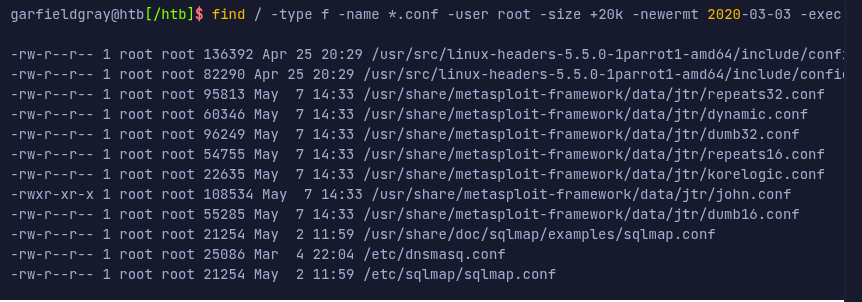 garfieldgray@htb[/htb]$ find / -type f -name *.conf -user root -size +20k -newermt 2020-03-03 -exec
-rw-r--r-- 1 root root 136392 Apr 25 20:29 /usr/src/linux-headers-5.5.0-1parrot1-amd64/include/confi
-rw-r--r-- 1 root root 82290 Apr 25 20:29 /usr/src/linux-headers-5.5.0-1parrot1-amd64/include/confi
-rw-r--r-- 1 root root 95813 May  7 14:33 /usr/share/metasploit-framework/data/jtr/repeats32.conf
-rw-r--r-- 1 root root 60346 May  7 14:33 /usr/share/metasploit-framework/data/jtr/dynamic.conf
-rw-r--r-- 1 root root 96249 May  7 14:33 /usr/share/metasploit-framework/data/jtr/dumb32.conf
-rw-r--r-- 1 root root 54755 May  7 14:33 /usr/share/metasploit-framework/data/jtr/repeats16.conf
-rw-r--r-- 1 root root 22635 May  7 14:33 /usr/share/metasploit-framework/data/jtr/korelogic.conf
-rwxr-xr-x 1 root root 108534 May  7 14:33 /usr/share/metasploit-framework/data/jtr/john.conf
-rw-r--r-- 1 root root 55285 May  7 14:33 /usr/share/metasploit-framework/data/jtr/dumb16.conf
-rw-r--r-- 1 root root 21254 May  2 11:59 /usr/share/doc/sqlmap/examples/sqlmap.conf
-rw-r--r-- 1 root root 25086 Mar  4 22:04 /etc/dnsmasq.conf
-rw-r--r-- 1 root root 21254 May  2 11:59 /etc/sqlmap/sqlmap.conf